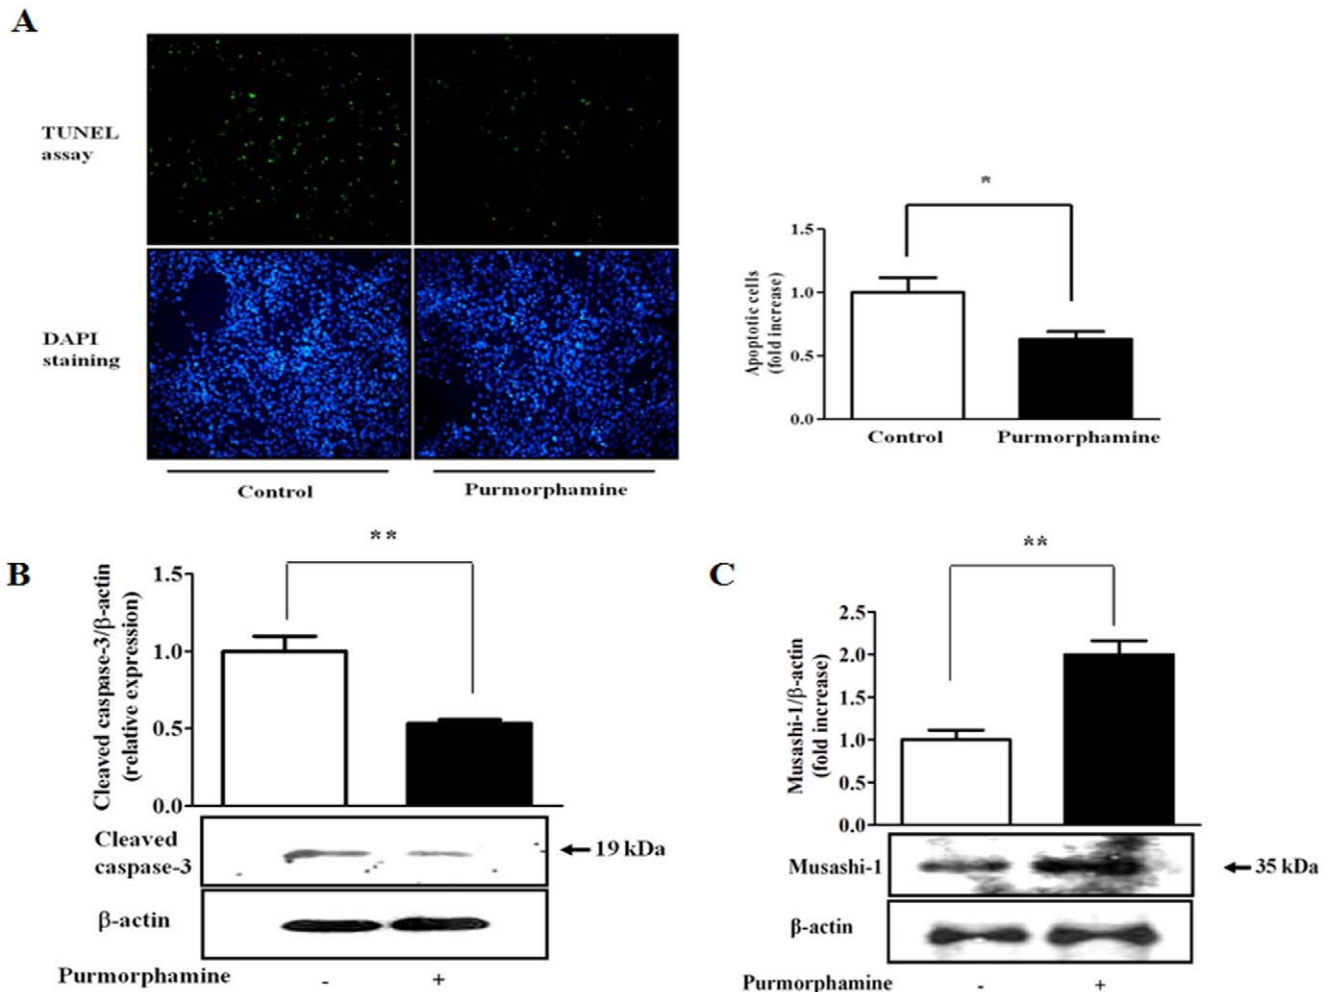 A
TUNEL
assay
DAPI
staining
Control
Purmorphamine
*
1.5
1.0
0.5
0.0
Apoptotic cells
(fold increase)
Control
Purmorphamine
B
**
1.5
1.0
0.5
0.0
Cleaved caspase-3/β-actin
(relative expression)
Cleaved
caspase-3
19 kDa
β-actin
Purmorphamine - +
C
**
2.5
2.0
1.5
1.0
0.5
0.0
Musashi-1/β-actin
(fold increase)
Musashi-1
35 kDa
β-actin
Purmorphamine - +